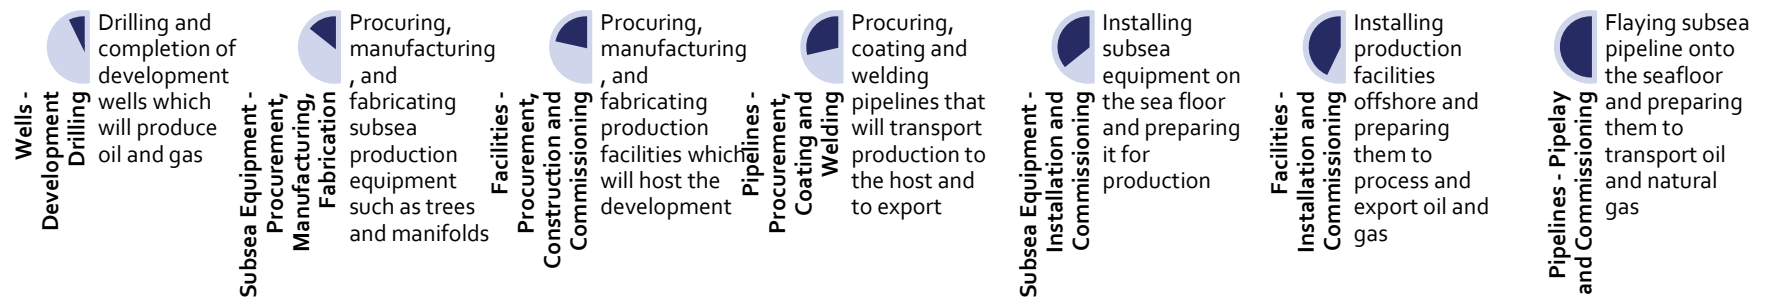 Wells -
Development
Drilling
Drilling and
completion of
development
wells which
will produce
oil and gas
Subsea Equipment -
Procurement,
Manufacturing,
Fabrication
Procuring,
manufacturing
, and
fabricating
subsea
production
equipment
such as trees
and manifolds
Facilities -
Procurement,
Construction and
Commissioning
Procuring,
manufacturing
, and
fabricating
production
facilities which
will host the
development
Pipelines -
Procurement,
Coating and
Welding
Procuring,
coating and
welding
pipelines that
will transport
production to
the host and
to export
Subsea Equipment -
Installation and
Commissioning
Installing
subsea
equipment on
the sea floor
and preparing
it for
production
Facilities -
Installation and
Commissioning
Installing
production
facilities
offshore and
preparing
them to
process and
export oil and
gas
Pipelines - Pipelay
and Commissioning
Flaying subsea
pipeline onto
the seafloor
and preparing
them to
transport oil
and natural
gas